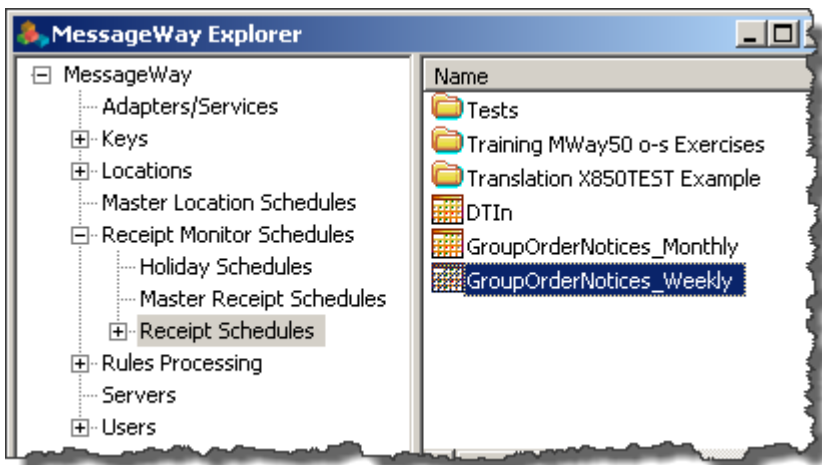 MessageWay Explorer
MessageWay
Adapters/Services
Keys
Locations
Master Location Schedules
Receipt Monitor Schedules
Holiday Schedules
Master Receipt Schedules
Receipt Schedules
Rules Processing
Servers
Users
Name
Tests
Training MWay50 o-s Exercises
Translation X850TEST Example
DTIn
GroupOrderNotices_Monthly
GroupOrderNotices_Weekly